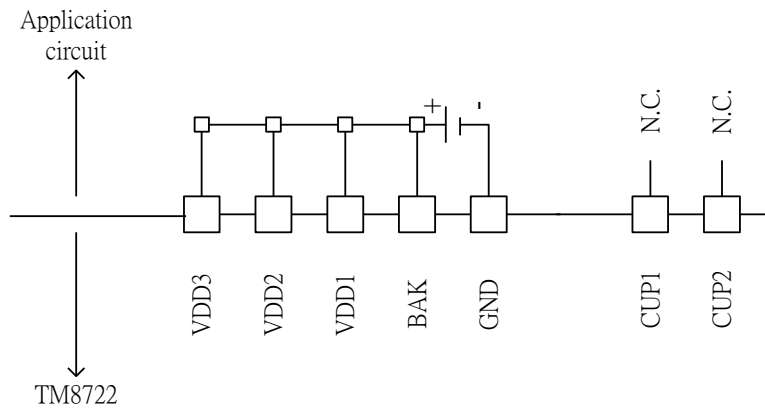 Application
circuit
+ -
N.C.
N.C.
VDD3
VDD2
VDD1
BAK
GND
CUP1
CUP2
TM8722